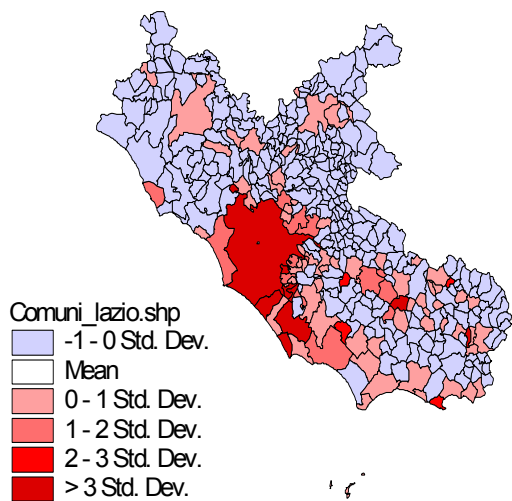 Comuni_lazio.shp
-1 - 0 Std. Dev.
Mean
0 - 1 Std. Dev.
1 - 2 Std. Dev.
2 - 3 Std. Dev.
> 3 Std. Dev.